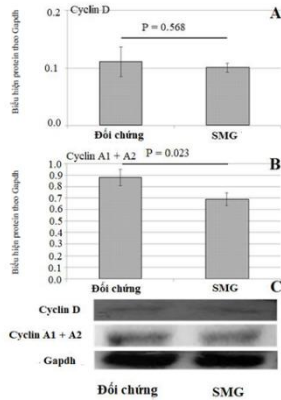 Cyclin D
A
P = 0.568
Biểu hiện protein theo Gapdh
0.2
0.1
0.0
Đối chứng
SMG
Cyclin A1 + A2
B
P = 0.023
Biểu hiện protein theo Gapdh
1.0
0.9
0.8
0.7
0.6
0.5
0.4
0.3
0.2
0.1
0.0
Đối chứng
SMG
C
Cyclin D
Cyclin A1 + A2
Gapdh
Đối chứng
SMG